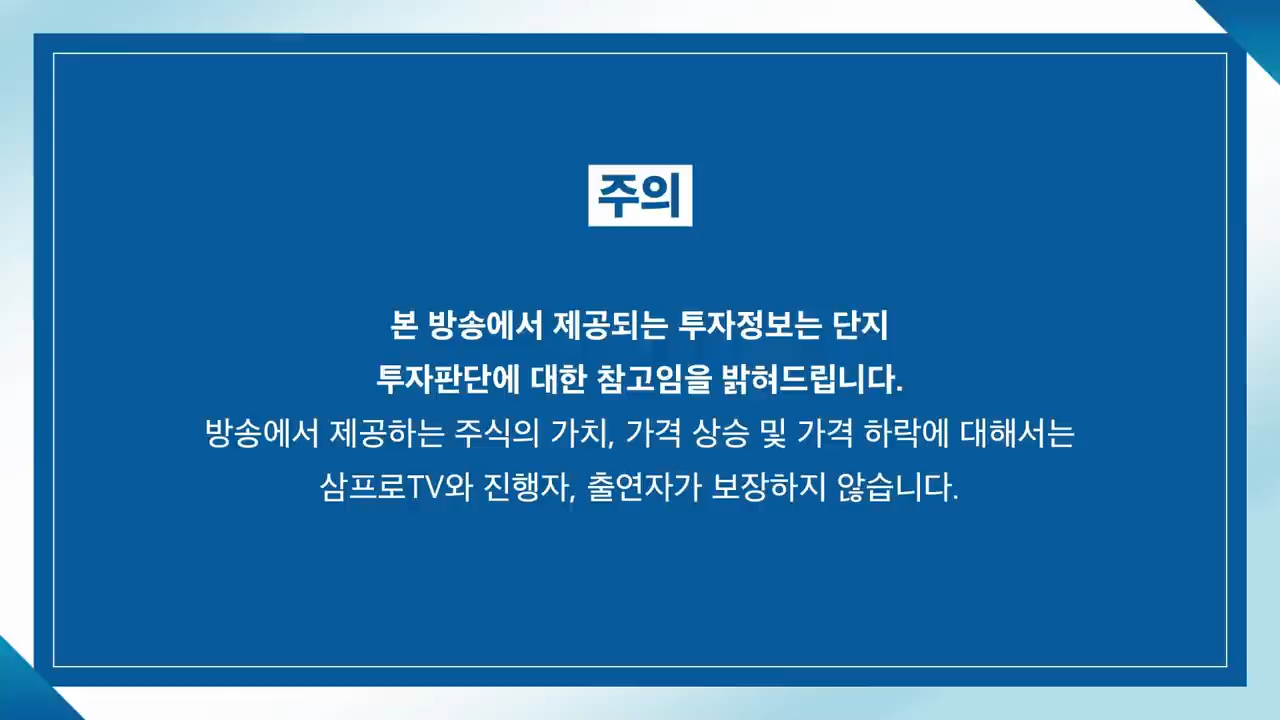 주의
본 방송에서 제공되는 투자정보는 단지
투자판단에 대한 참고임을 밝혀드립니다.
방송에서 제공하는 주식의 가치, 가격 상승 및 가격 하락에 대해서는
삼프로TV와 진행자, 출연자가 보장하지 않습니다.